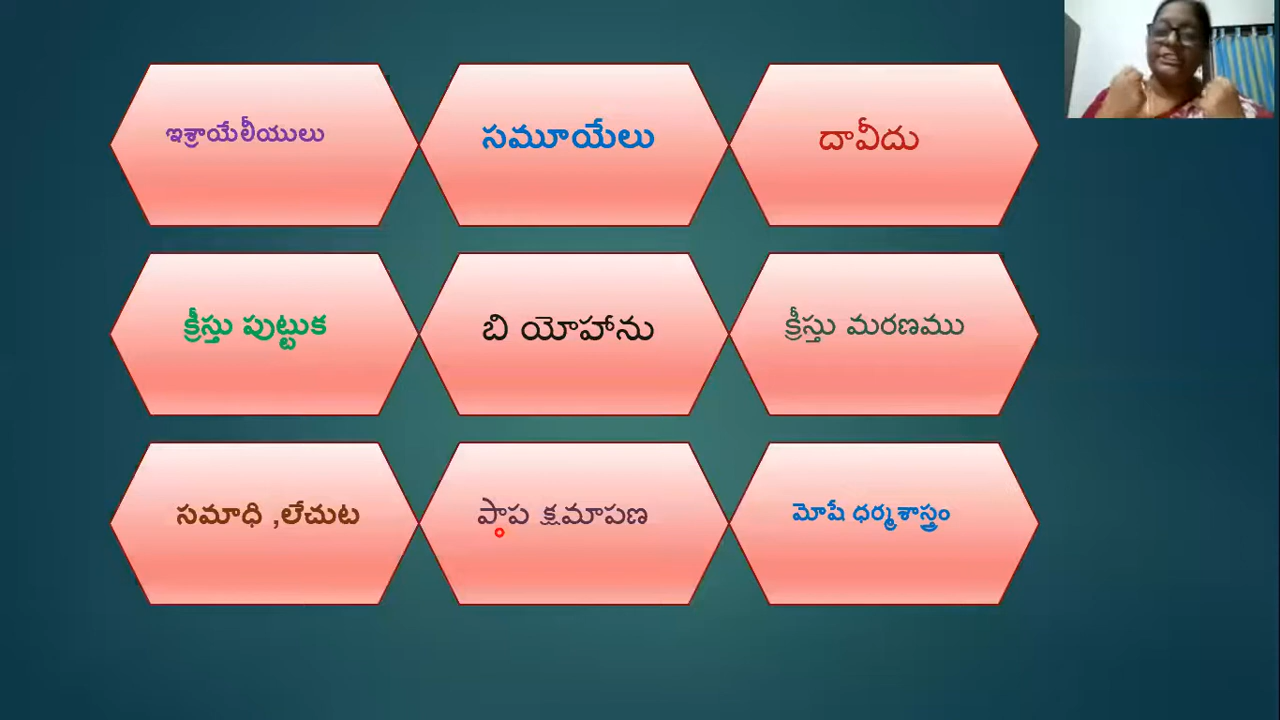 ఇశ్రాయేలీయులు
సమూయేలు
దావీదు
క్రీస్తు పుట్టుక
బి యోహాను
క్రీస్తు మరణము
సమాధి ,లేచుట
పాప క్షమాపణ
మోషే ధర్మశాస్త్రం